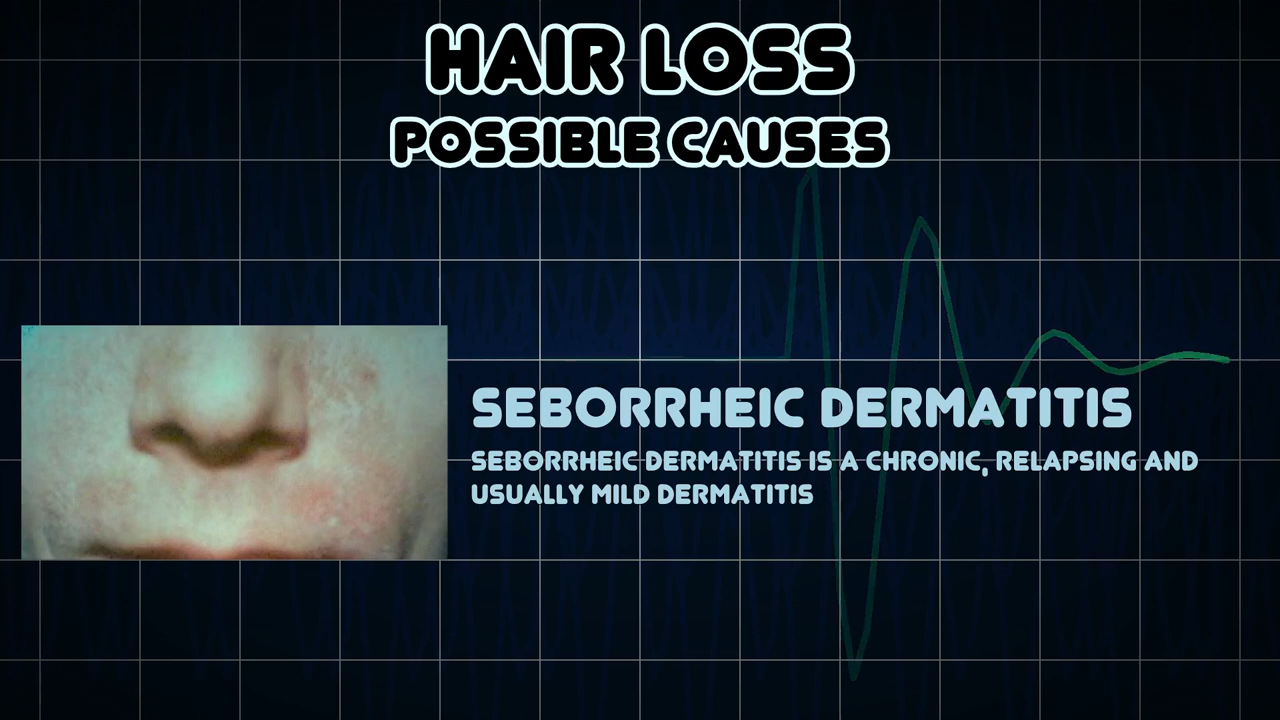 HAIR LOSS
POSSIBLE CAUSES
SEBORRHEIC DERMATITIS
SEBORRHEIC DERMATITIS IS A CHRONIC, RELAPSING AND
USUALLY MILD DERMATITIS